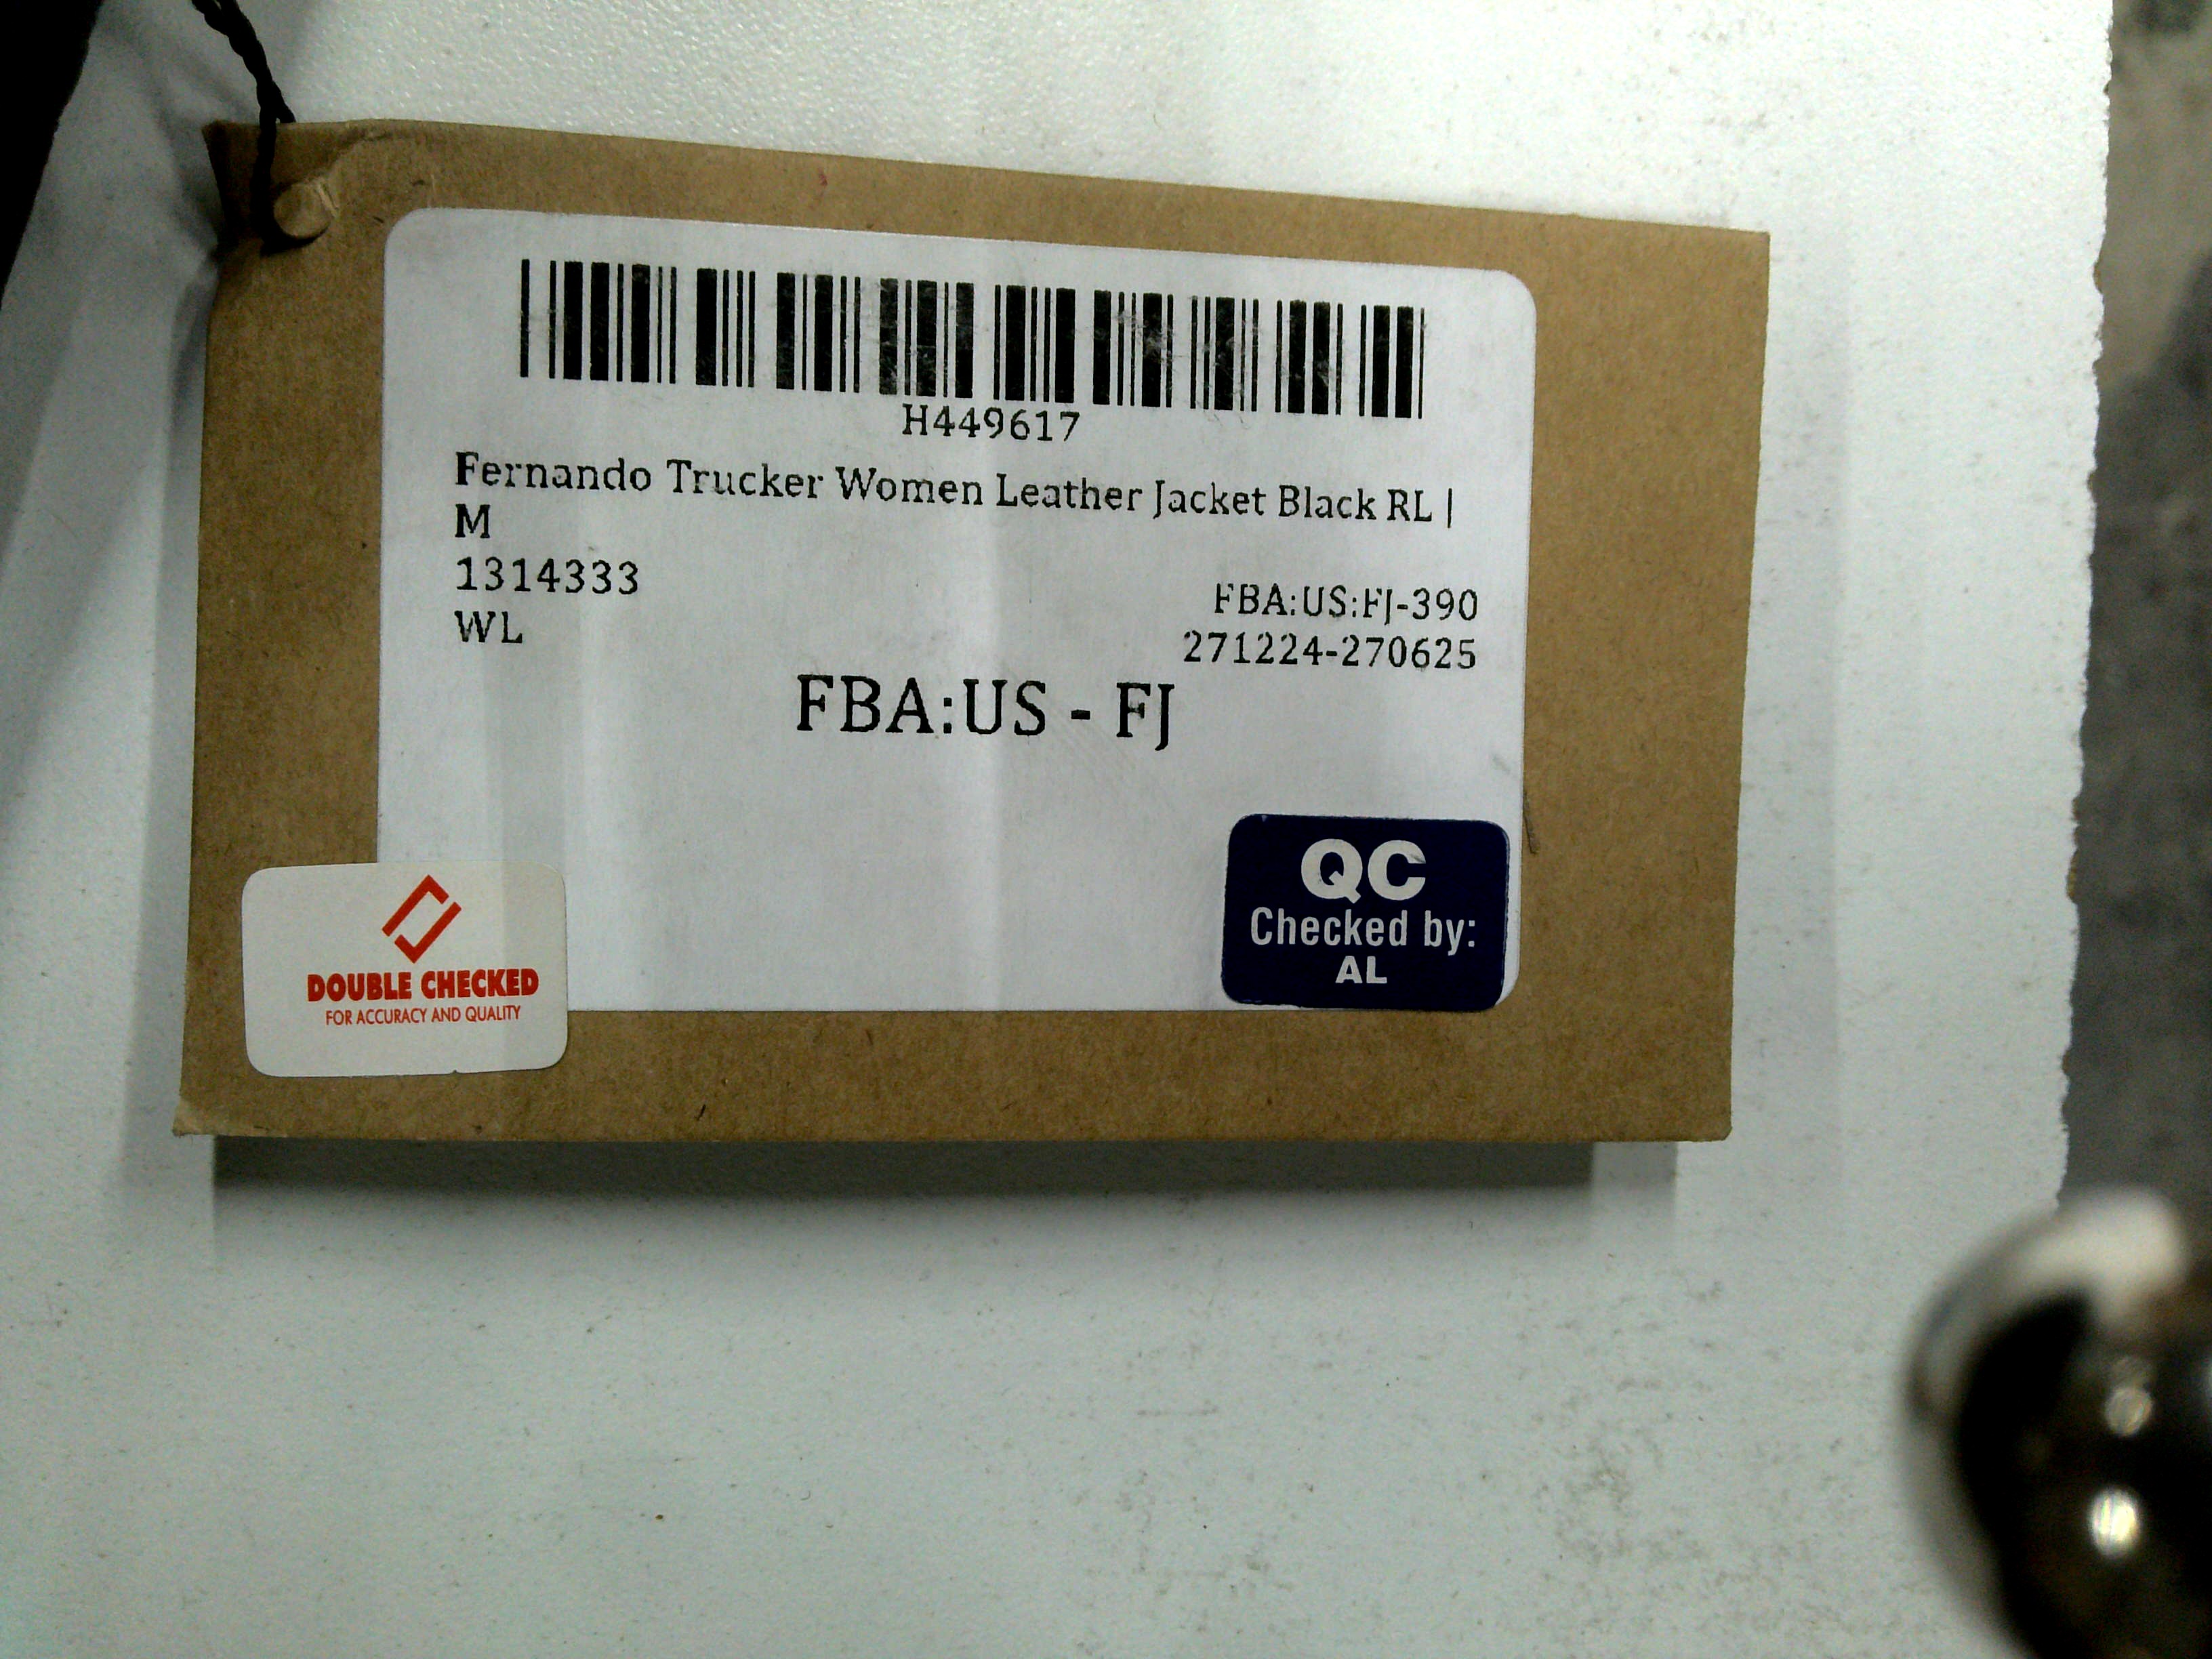 H449617
Fernando Trucker Women Leather Jacket Black RL |
M
1314333
FBA:US:FJ-390
WL
271224-270625
FBA:US - FJ
QC
Checked by:
AL
DOUBLE CHECKED
FOR ACCURACY AND QUALITY